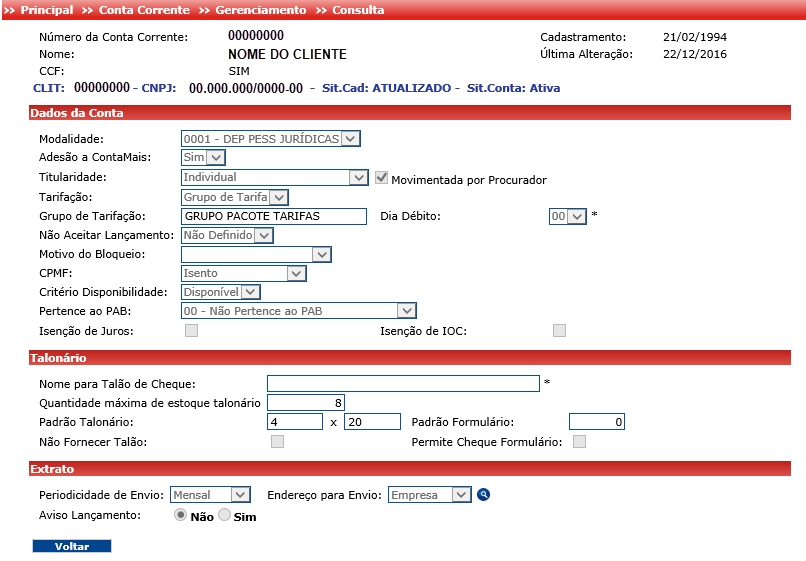 >> Principal >> Conta Corrente >> Gerenciamento >> Consulta
Número da Conta Corrente: 00000000 Cadastramento: 21/02/1994
Nome: NOME DO CLIENTE Última Alteração: 22/12/2016
CCF: SIM
CLIT: 00000000 - CNPJ: 00.000.000/0000-00 - Sit.Cad: ATUALIZADO - Sit.Conta: Ativa
Dados da Conta
Modalidade: 0001 - DEP PESS JURÍDICAS
Adesão a ContaMais: Sim
Titularidade: Individual Movimentada por Procurador
Tarifação: Grupo de Tarifa
Grupo de Tarifação: GRUPO PACOTE TARIFAS Dia Débito: 00 *
Não Aceitar Lançamento: Não Definido
Motivo do Bloqueio:
CPMF: Isento
Critério Disponibilidade: Disponível
Pertence ao PAB: 00 - Não Pertence ao PAB
Isenção de Juros: Isenção de IOC:
Talonário
Nome para Talão de Cheque: *
Quantidade máxima de estoque talonário 8
Padrão Talonário: 4 x 20 Padrão Formulário: 0
Não Fornecer Talão: Permite Cheque Formulário:
Extrato
Periodicidade de Envio: Mensal Endereço para Envio: Empresa
Aviso Lançamento: Não Sim
Voltar